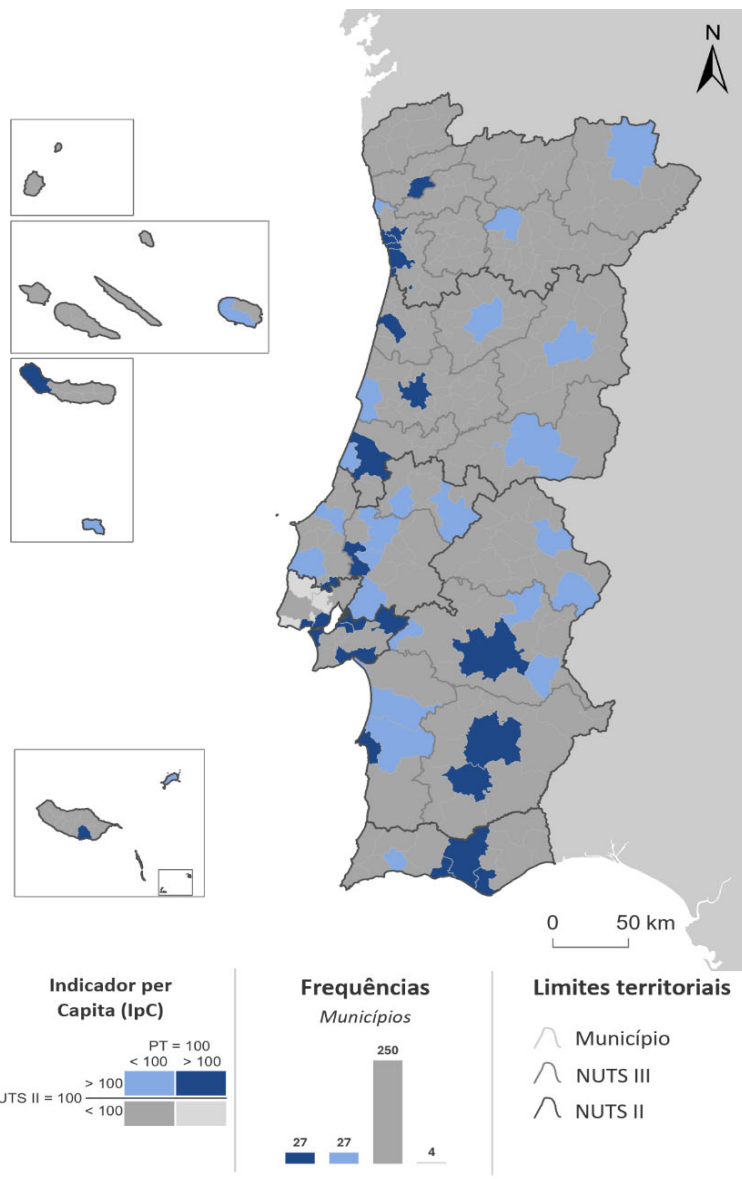 N
0 50 km
Indicador per
Capita (IpC)
PT = 100
< 100 > 100
> 100
UTS II = 100
< 100
Frequências
Municípios
250
27 27 4
Limites territoriais
Município
NUTS III
NUTS II